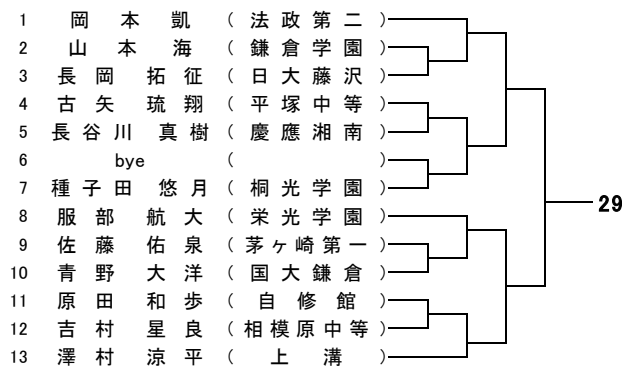 1 岡本凱 (法政第二)
2 山本海 (鎌倉学園)
3 長岡拓征 (日大藤沢)
4 古矢琉翔 (平塚中等)
5 長谷川真樹 (慶應湘南)
6 bye ( )
7 種子田悠月 (桐光学園)
8 服部航大 (栄光学園)
9 佐藤佑泉 (茅ヶ崎第一)
10 青野大洋 (国大鎌倉)
11 原田和歩 (自修館)
12 吉村星良 (相模原中等)
13 澤村涼平 (上溝)
29